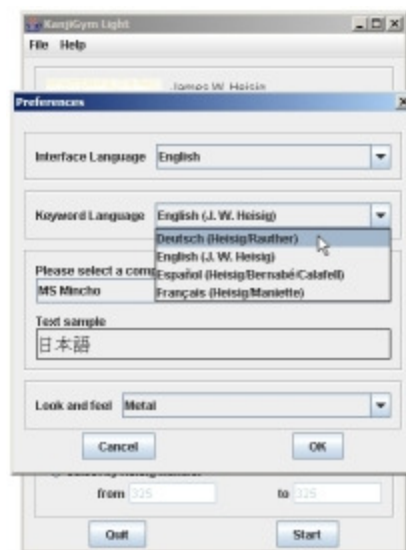 KanjiGym Light
File Help
James W. Heisig
Preferences
Interface Language English
Keyword Language English (J. W. Heisig)
Deutsch (Heisig/Rauther)
English (J. W. Heisig)
Español (Heisig/Bernabé/Calafell)
Français (Heisig/Maniette)
Please select a
MS Mincho
Text sample
日本語
Look and feel Metal
Cancel OK
from 325 to 325
Quit Start